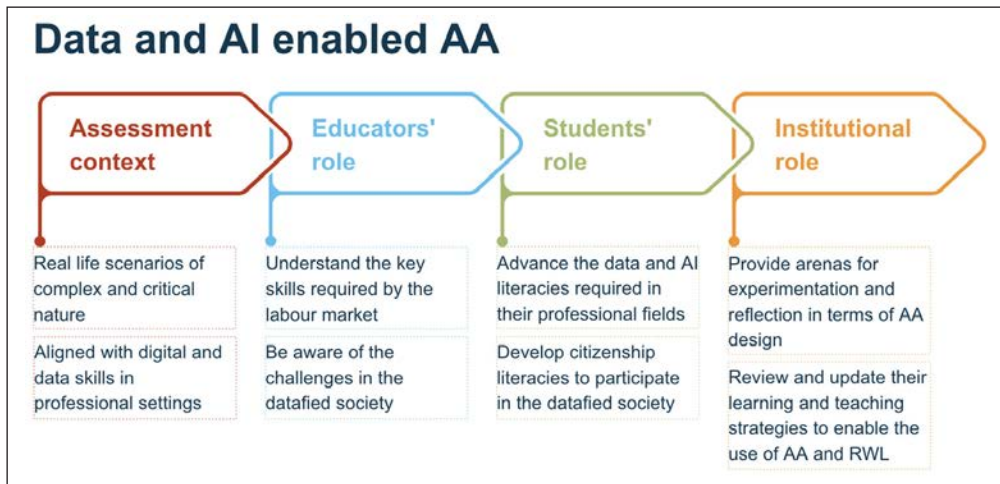 Data and AI enabled AA
Assessment
context
Educators'
role
Students'
role
Institutional
role
Real life scenarios of
complex and critical
nature
Aligned with digital and
data skills in
professional settings
Understand the key
skills required by the
labour market
Be aware of the
challenges in the
datafied society
Advance the data and AI
literacies required in
their professional fields
Develop citizenship
literacies to participate
in the datafied society
Provide arenas for
experimentation and
reflection in terms of AA
design
Review and update their
learning and teaching
strategies to enable the
use of AA and RWL